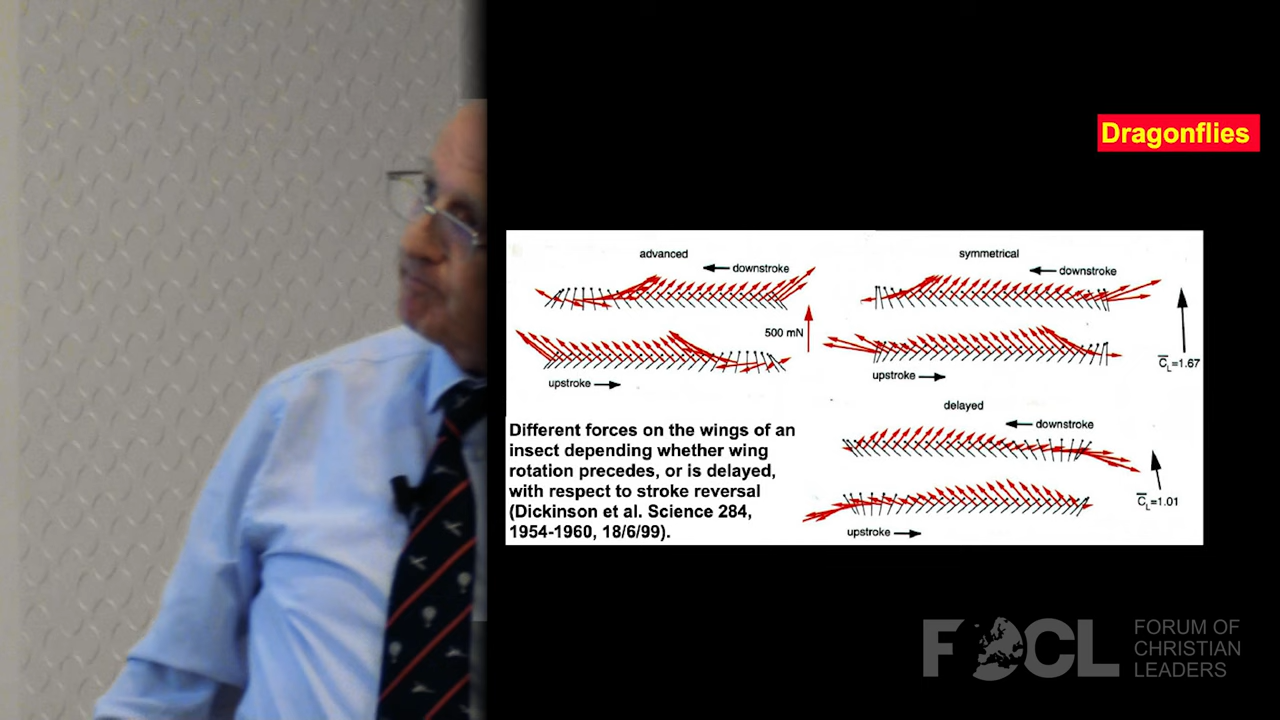 Dragonflies
advanced
downstroke
500 mN
upstroke
symmetrical
downstroke
upstroke
C̅L=1.67
delayed
downstroke
upstroke
C̅L=1.01
Different forces on the wings of an
insect depending whether wing
rotation precedes, or is delayed,
with respect to stroke reversal
(Dickinson et al. Science 284,
1954-1960, 18/6/99).
FOCL
FORUM OF
CHRISTIAN
LEADERS